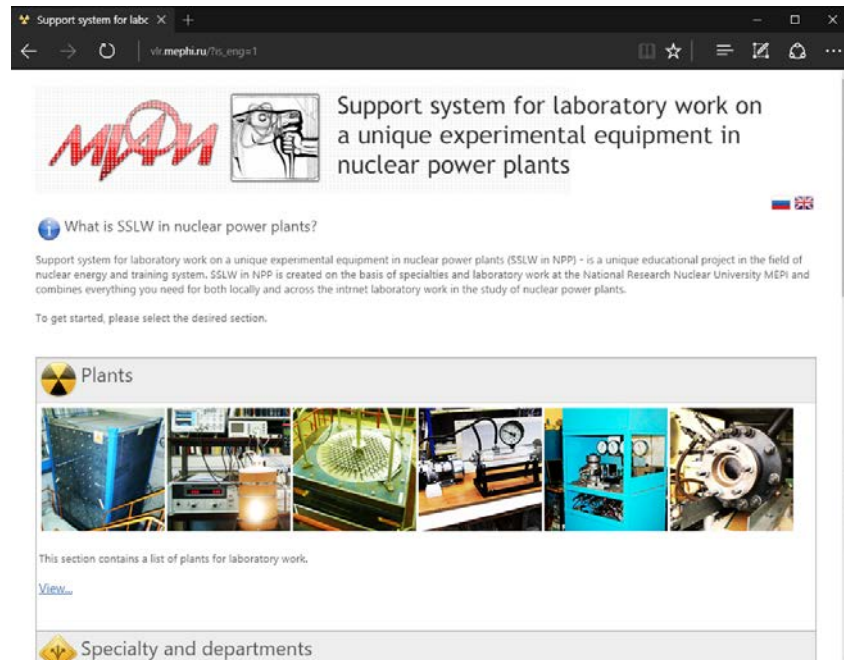 Support system for labc
vlr.mephi.ru/?is_eng=1
МИФИ
Support system for laboratory work on
a unique experimental equipment in
nuclear power plants
What is SSLW in nuclear power plants?
Support system for laboratory work on a unique experimental equipment in nuclear power plants (SSLW in NPP) - is a unique educational project in the field of
nuclear energy and training system. SSLW in NPP is created on the basis of specialties and laboratory work at the National Research Nuclear University MEPI and
combines everything you need for both locally and across the intrnet laboratory work in the study of nuclear power plants.
To get started, please select the desired section.
Plants
This section contains a list of plants for laboratory work.
View...
Specialty and departments